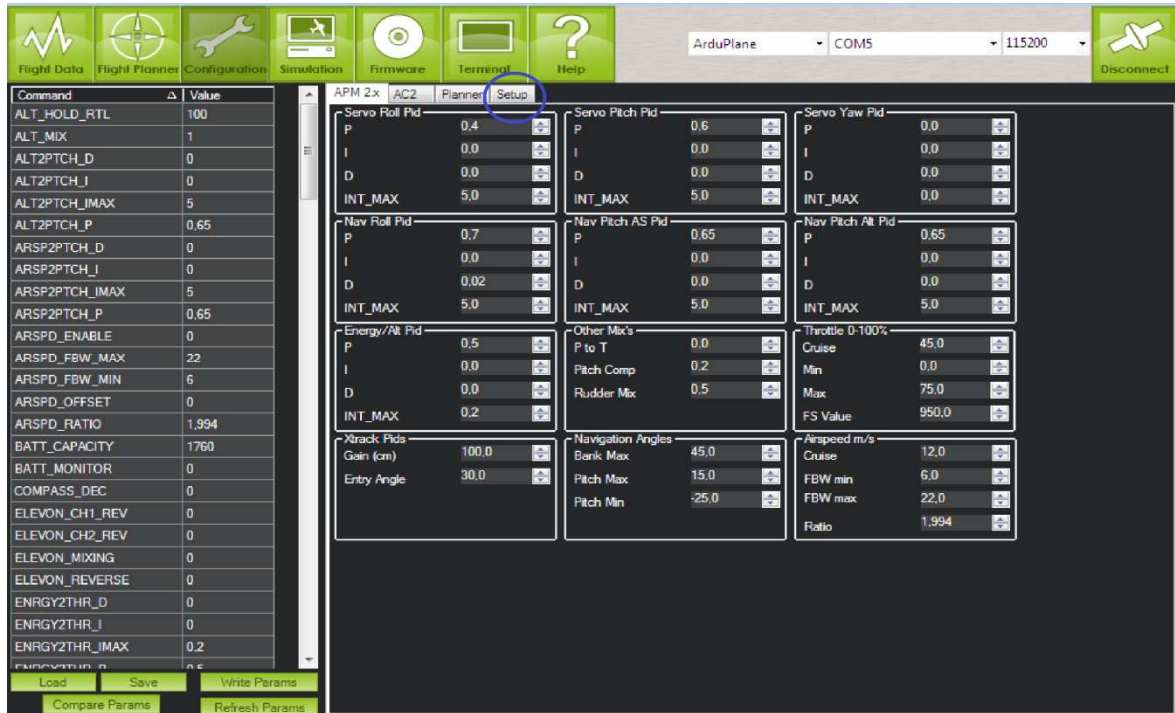 Flight Data Flight Planner Configuration Simulation Firmware Terminal Help ArduPlane COM5 115200 Disconnect
APM 2.x AC2 Planner Setup
Command Value
ALT_HOLD_RTL 100
ALT_MIX 1
ALT2PTCH_D 0
ALT2PTCH_I 0
ALT2PTCH_IMAX 5
ALT2PTCH_P 0,65
ARSP2PTCH_D 0
ARSP2PTCH_I 0
ARSP2PTCH_IMAX 5
ARSP2PTCH_P 0,65
ARSPD_ENABLE 0
ARSPD_FBW_MAX 22
ARSPD_FBW_MIN 6
ARSPD_OFFSET 0
ARSPD_RATIO 1,994
BATT_CAPACITY 1760
BATT_MONITOR 0
COMPASS_DEC 0
ELEVON_CH1_REV 0
ELEVON_CH2_REV 0
ELEVON_MIXING 0
ELEVON_REVERSE 0
ENRGY2THR_D 0
ENRGY2THR_I 0
ENRGY2THR_IMAX 0,2
Load Save Write Params
Compare Params Refresh Params
Servo Roll Pid
P 0,4
I 0,0
D 0,0
INT_MAX 5,0
Servo Pitch Pid
P 0,6
I 0,0
D 0,0
INT_MAX 5,0
Servo Yaw Pid
P 0,0
I 0,0
D 0,0
INT_MAX 0,0
Nav Roll Pid
P 0,7
I 0,0
D 0,02
INT_MAX 5,0
Nav Pitch AS Pid
P 0,65
I 0,0
D 0,0
INT_MAX 5,0
Nav Pitch Alt Pid
P 0,65
I 0,0
D 0,0
INT_MAX 5,0
Energy/Alt Pid
P 0,5
I 0,0
D 0,0
INT_MAX 0,2
Other Mix's
P to T 0,0
Pitch Comp 0,2
Rudder Mix 0,5
Throttle 0-100%
Cruise 45,0
Min 0,0
Max 75,0
FS Value 950,0
Xtrack Pids
Gain (cm) 100,0
Entry Angle 30,0
Navigation Angles
Bank Max 45,0
Pitch Max 15,0
Pitch Min -25,0
Airspeed m/s
Cruise 12,0
FBW min 6,0
FBW max 22,0
Ratio 1,994